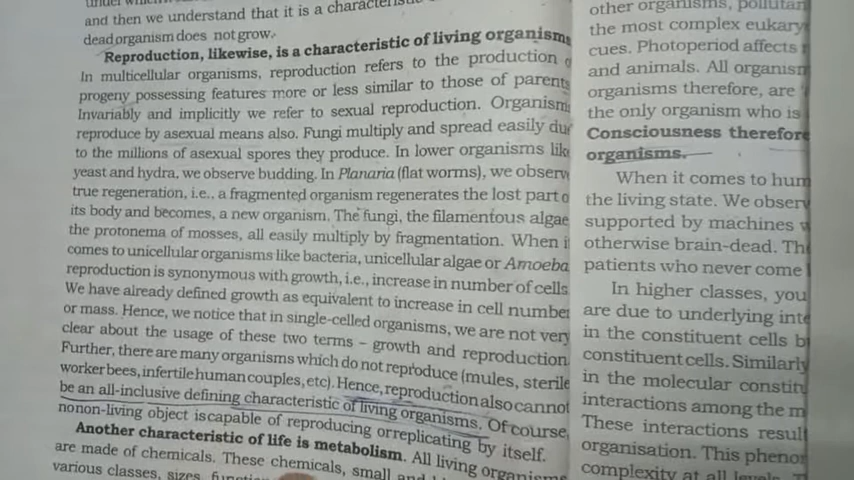 and then we understand that it is a characteristic
dead organism does not grow.
Reproduction, likewise, is a characteristic of living organisms
In multicellular organisms, reproduction refers to the production
progeny possessing features more or less similar to those of parents
Invariably and implicitly we refer to sexual reproduction. Organisms
reproduce by asexual means also. Fungi multiply and spread easily du
to the millions of asexual spores they produce. In lower organisms lik
yeast and hydra, we observe budding. In Planaria (flat worms), we observ
true regeneration, i.e., a fragmented organism regenerates the lost part o
its body and becomes, a new organism. The fungi, the filamentous algae
the protonema of mosses, all easily multiply by fragmentation. When i
comes to unicellular organisms like bacteria, unicellular algae or Amoeba
reproduction is synonymous with growth, i.e., increase in number of cells
We have already defined growth as equivalent to increase in cell number
or mass. Hence, we notice that in single-celled organisms, we are not very
clear about the usage of these two terms – growth and reproduction.
Further, there are many organisms which do not reproduce (mules, sterile
worker bees, infertile human couples, etc). Hence, reproduction also cannot
be an all-inclusive defining characteristic of living organisms. Of course,
no non-living object is capable of reproducing or replicating by itself.
Another characteristic of life is metabolism. All living organisms
are made of chemicals. These chemicals, small and
various classes, sizes,
other organisms, pollutan
the most complex eukary
cues. Photoperiod affects
and animals. All organism
organisms therefore, are
the only organism who is
Consciousness therefore
organisms.
When it comes to hum
the living state. We observ
supported by machines w
otherwise brain-dead. Th
patients who never come
In higher classes, you
are due to underlying inte
in the constituent cells b
constituent cells. Similarly
in the molecular constitu
interactions among the m
These interactions result
organisation. This phenor
complexity at all levels.